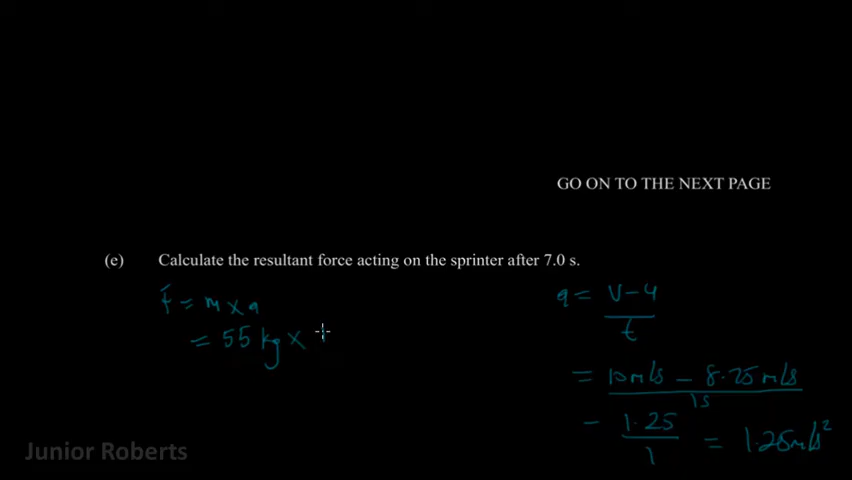 GO ON TO THE NEXT PAGE
(e) Calculate the resultant force acting on the sprinter after 7.0 s.
F = m x a
= 55 kg x
a = v - u
t
= 10 m/s - 8.75 m/s
1s
- 1.25
1
= 1.25 m/s²
Junior Roberts